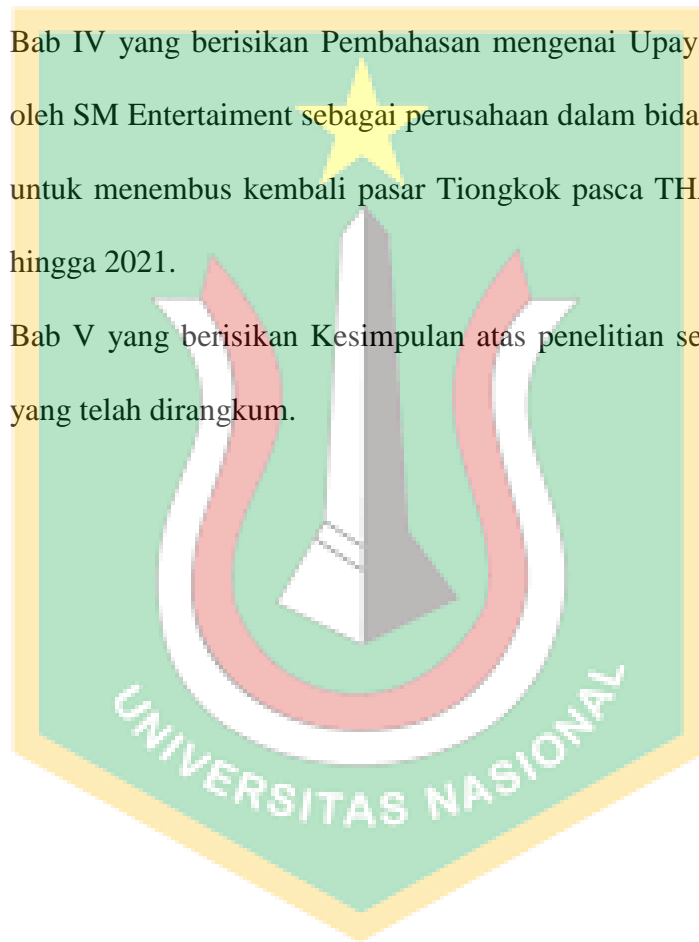 Bab IV yang berisikan Pembahasan mengenai Upay
oleh SM Entertaiment sebagai perusahaan dalam bida
untuk menembus kembali pasar Tiongkok pasca TH
hingga 2021.
Bab V yang berisikan Kesimpulan atas penelitian se
yang telah dirangkum.
UNIVERSITAS NASIONAL